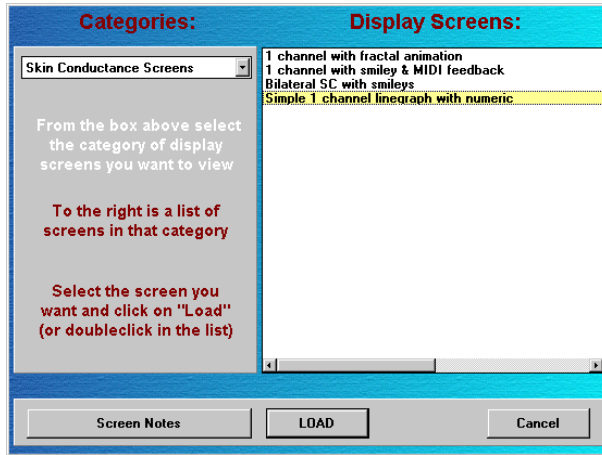 Categories:
Display Screens:
Skin Conductance Screens
From the box above select
the category of display
screens you want to view
To the right is a list of
screens in that category
Select the screen you
want and click on "Load"
(or doubleclick in the list)
1 channel with fractal animation
1 channel with smiley & MIDI feedback
Bilateral SC with smileys
Simple 1 channel linegraph with numeric
Screen Notes
LOAD
Cancel